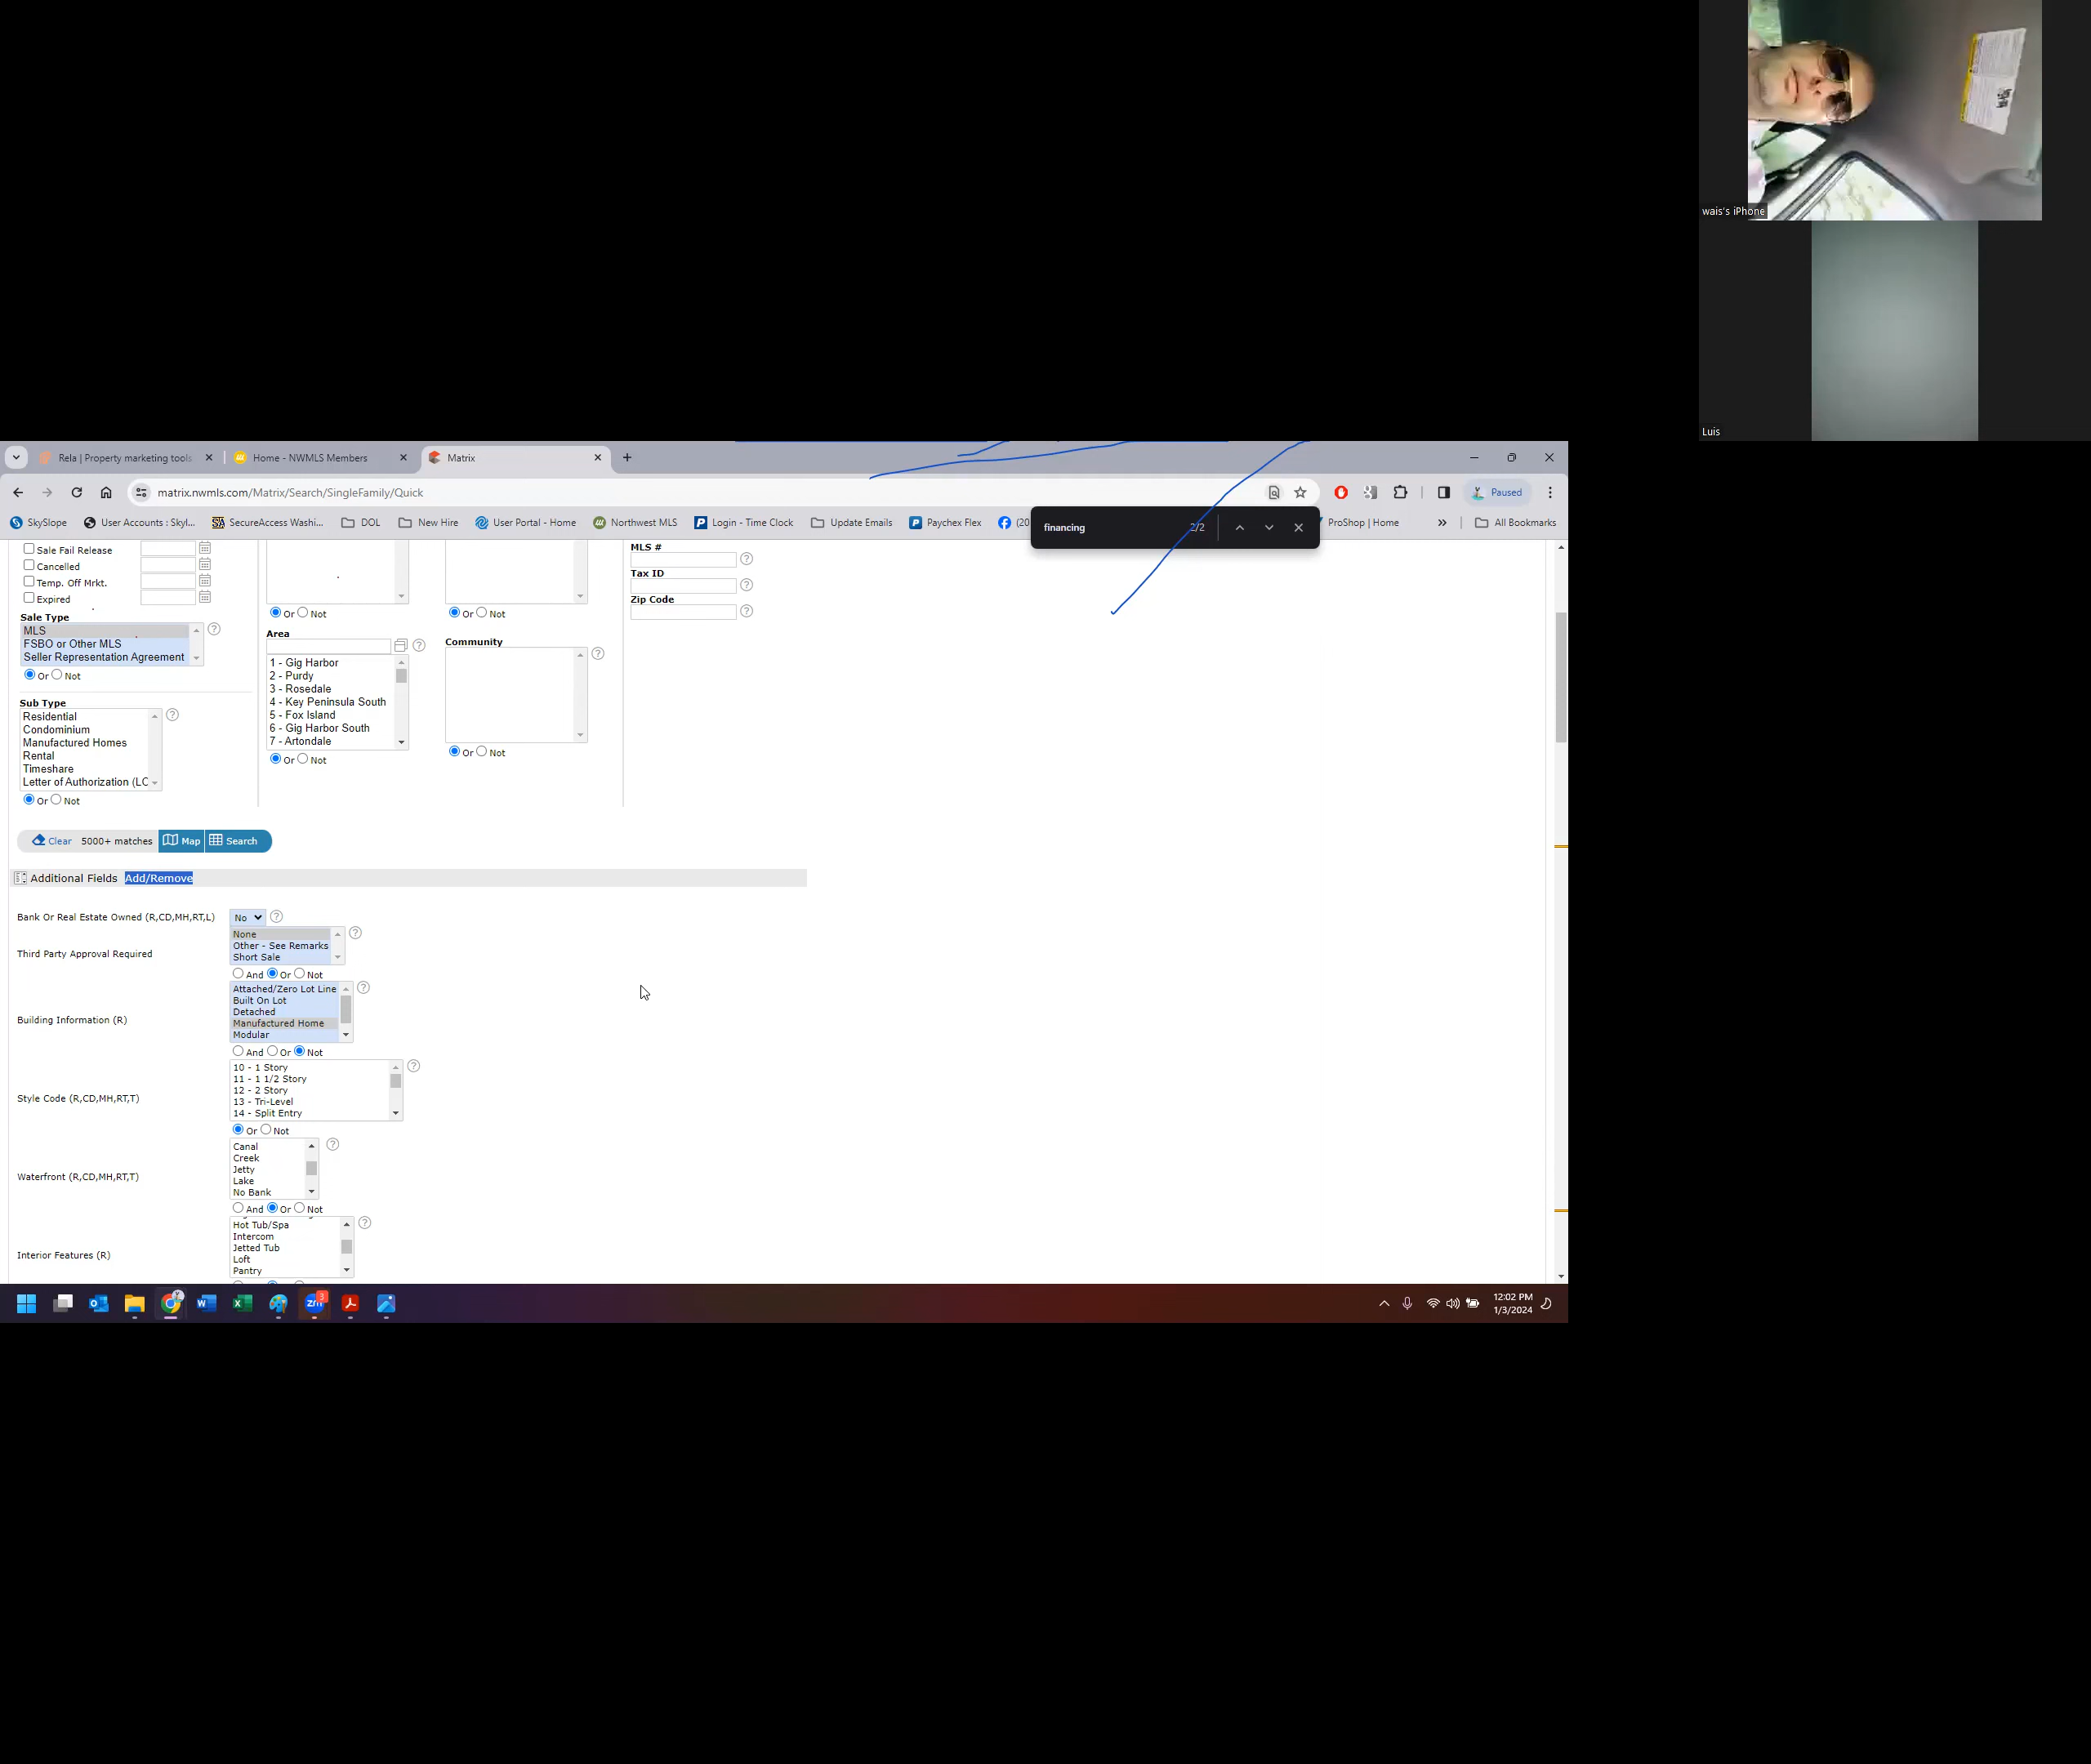 wais's iPhone
Luis
Rela | Property marketing tools
Home - NWMLS Members
Matrix
matrix.nwmls.com/Matrix/Search/SingleFamily/Quick
Paused
SkySlope
User Accounts : Skyl...
SecureAccess Washi...
DOL
New Hire
User Portal - Home
Northwest MLS
Login - Time Clock
Update Emails
Paychex Flex
(20
ProShop | Home
»
All Bookmarks
financing
2/2
Sale Fail Release
Cancelled
Temp. Off Mrkt.
Expired
Sale Type
MLS
FSBO or Other MLS
Seller Representation Agreement
Or Not
Sub Type
Residential
Condominium
Manufactured Homes
Rental
Timeshare
Letter of Authorization (LO
Or Not
Or Not
Area
1 - Gig Harbor
2 - Purdy
3 - Rosedale
4 - Key Peninsula South
5 - Fox Island
6 - Gig Harbor South
7 - Artondale
Or Not
Or Not
Community
Or Not
MLS #
Tax ID
Zip Code
Clear 5000+ matches Map Search
Additional Fields Add/Remove
Bank Or Real Estate Owned (R,CD,MH,RT,L)
No
Third Party Approval Required
None
Other - See Remarks
Short Sale
And Or Not
Building Information (R)
Attached/Zero Lot Line
Built On Lot
Detached
Manufactured Home
Modular
And Or Not
Style Code (R,CD,MH,RT,T)
10 - 1 Story
11 - 1 1/2 Story
12 - 2 Story
13 - Tri-Level
14 - Split Entry
Or Not
Waterfront (R,CD,MH,RT,T)
Canal
Creek
Jetty
Lake
No Bank
And Or Not
Interior Features (R)
Hot Tub/Spa
Intercom
Jetted Tub
Loft
Pantry
zm
3
12:02 PM
1/3/2024